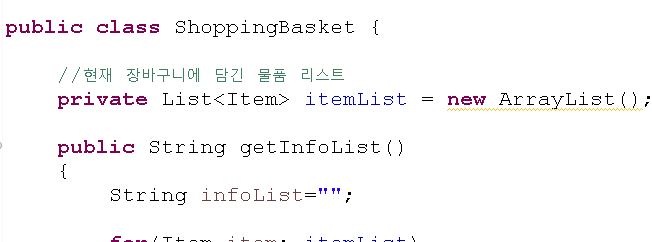 public class ShoppingBasket {
//현재 장바구니에 담긴 물품 리스트
private List<Item> itemList = new ArrayList();
public String getInfoList()
{
String infoList="";
for(Item item: itemList)